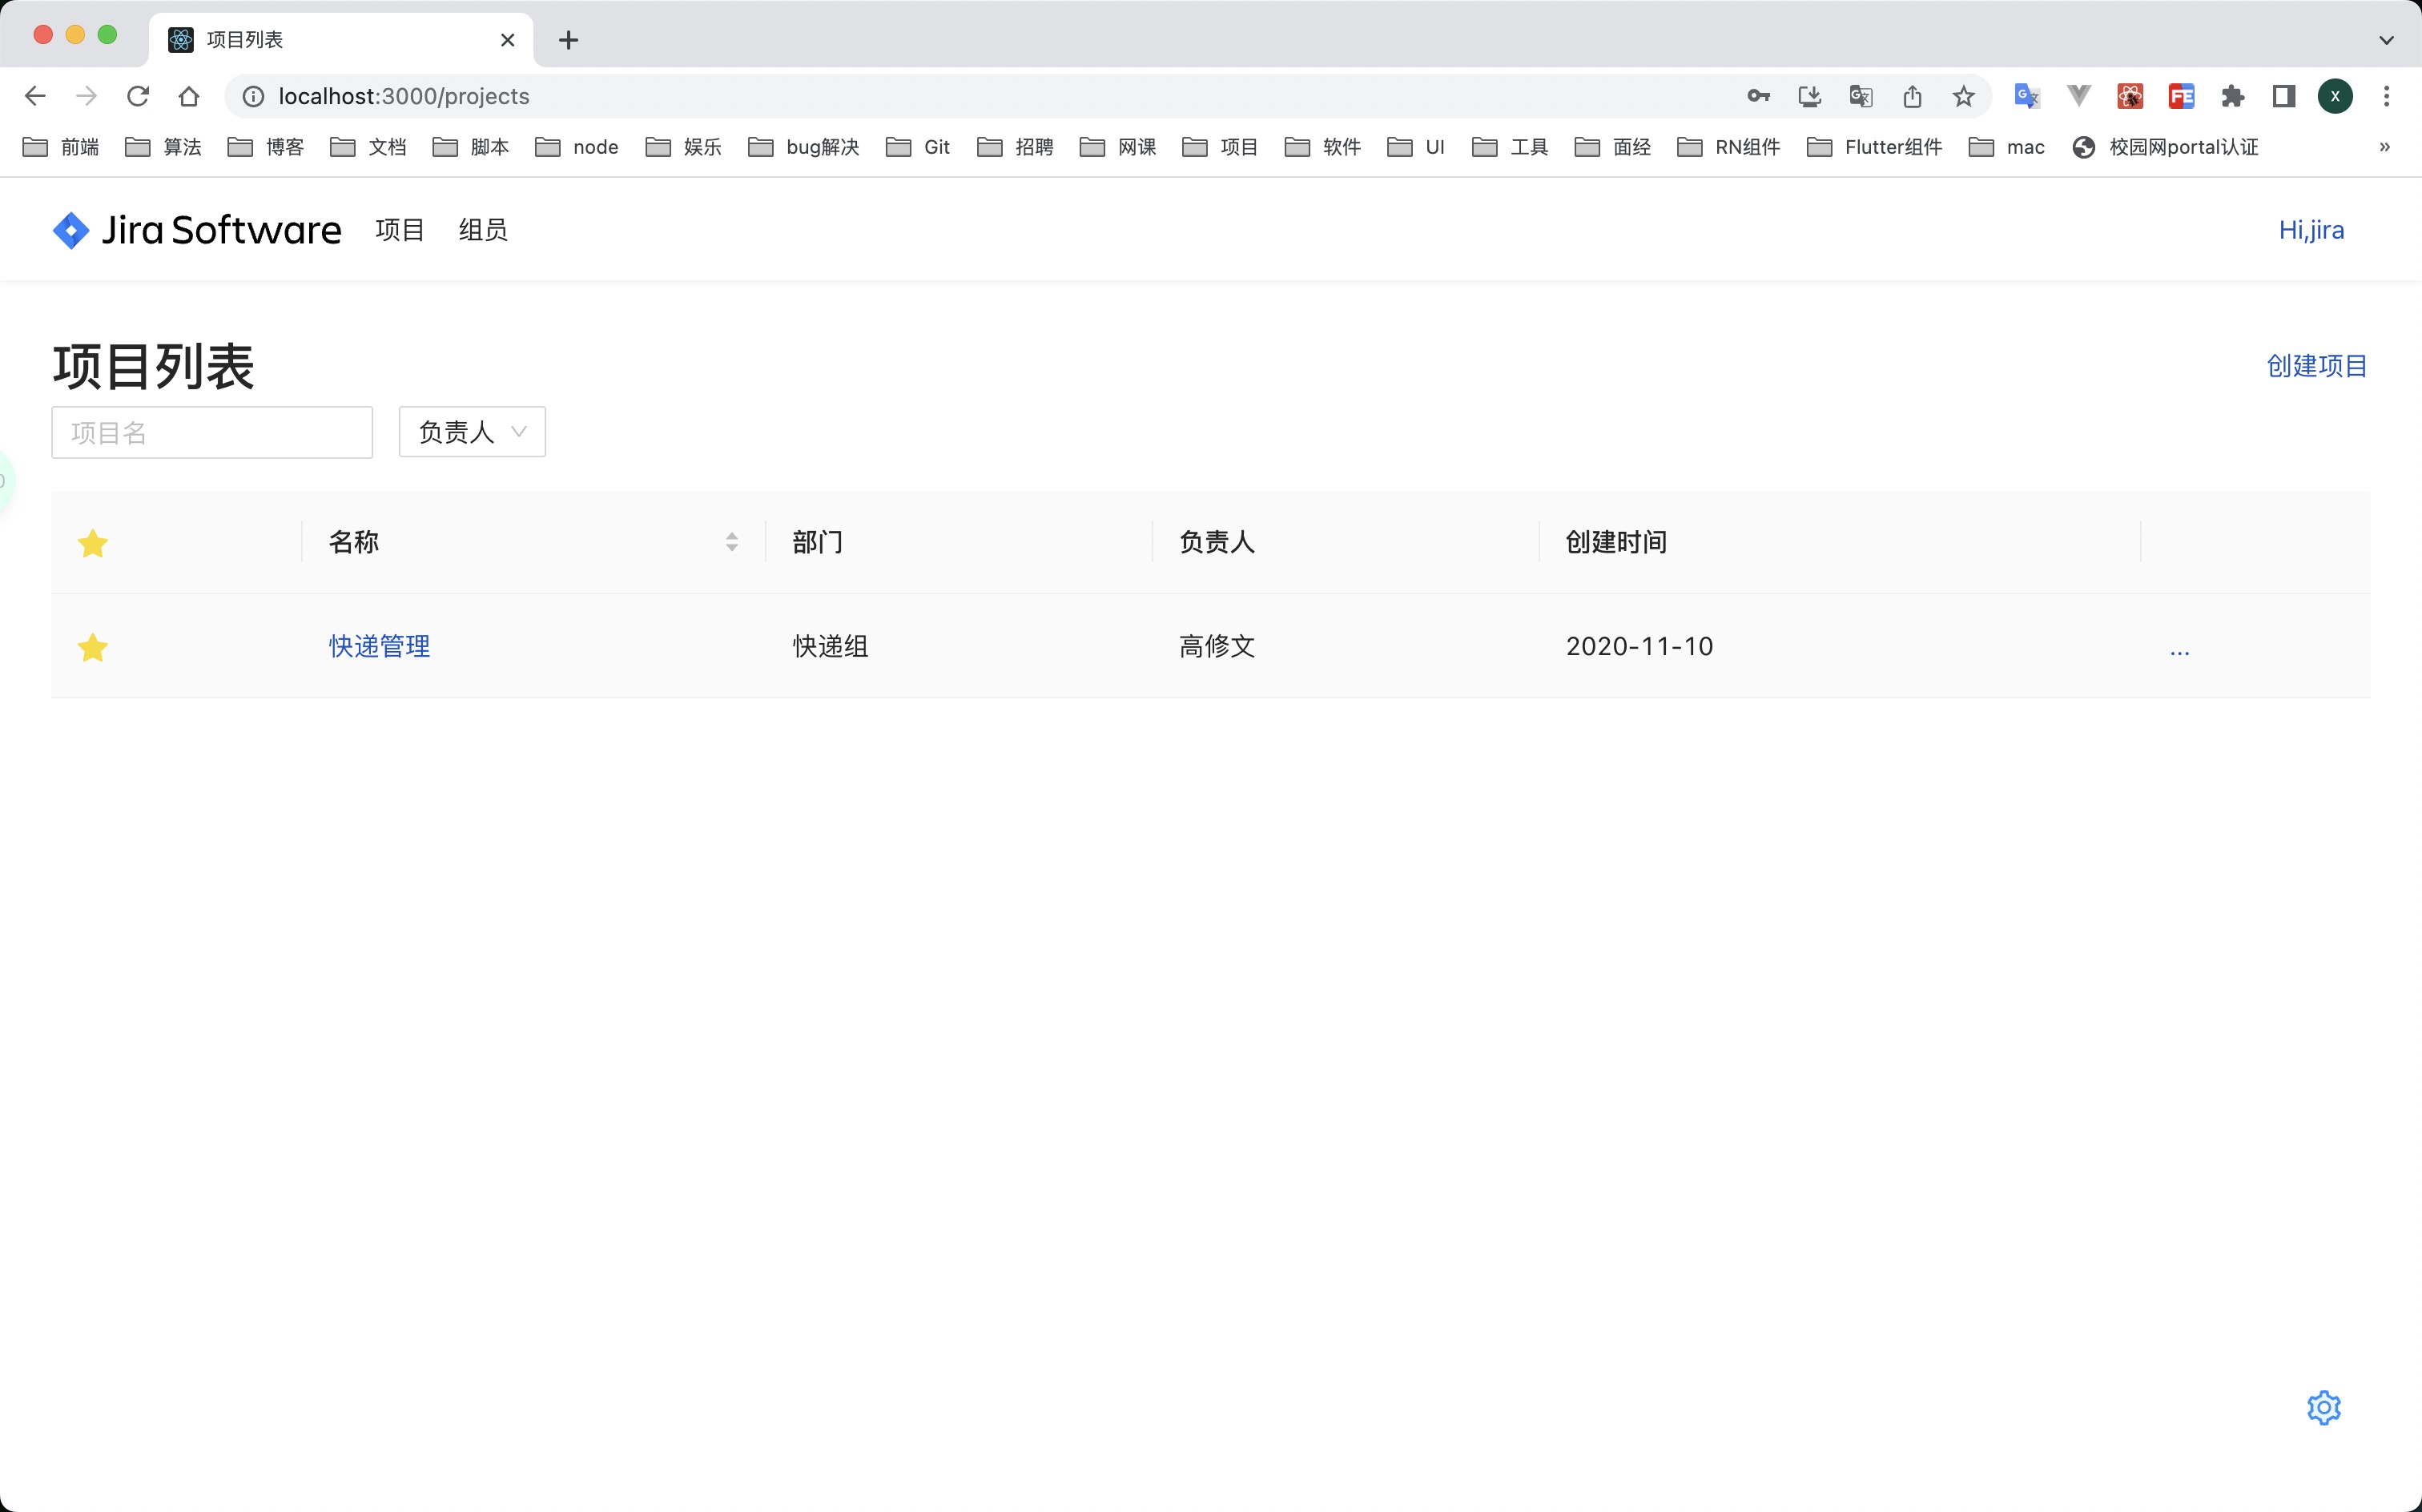 项目列表
localhost:3000/projects
X
前端 算法 博客 文档 脚本 node 娱乐 bug解决 Git 招聘 网课 项目 软件 UI 工具 面经 RN组件 Flutter组件 mac 校园网portal认证 »
Jira Software 项目 组员 Hi,jira
项目列表 创建项目
项目名 负责人
名称 部门 负责人 创建时间
快递管理 快递组 高修文 2020-11-10 ...